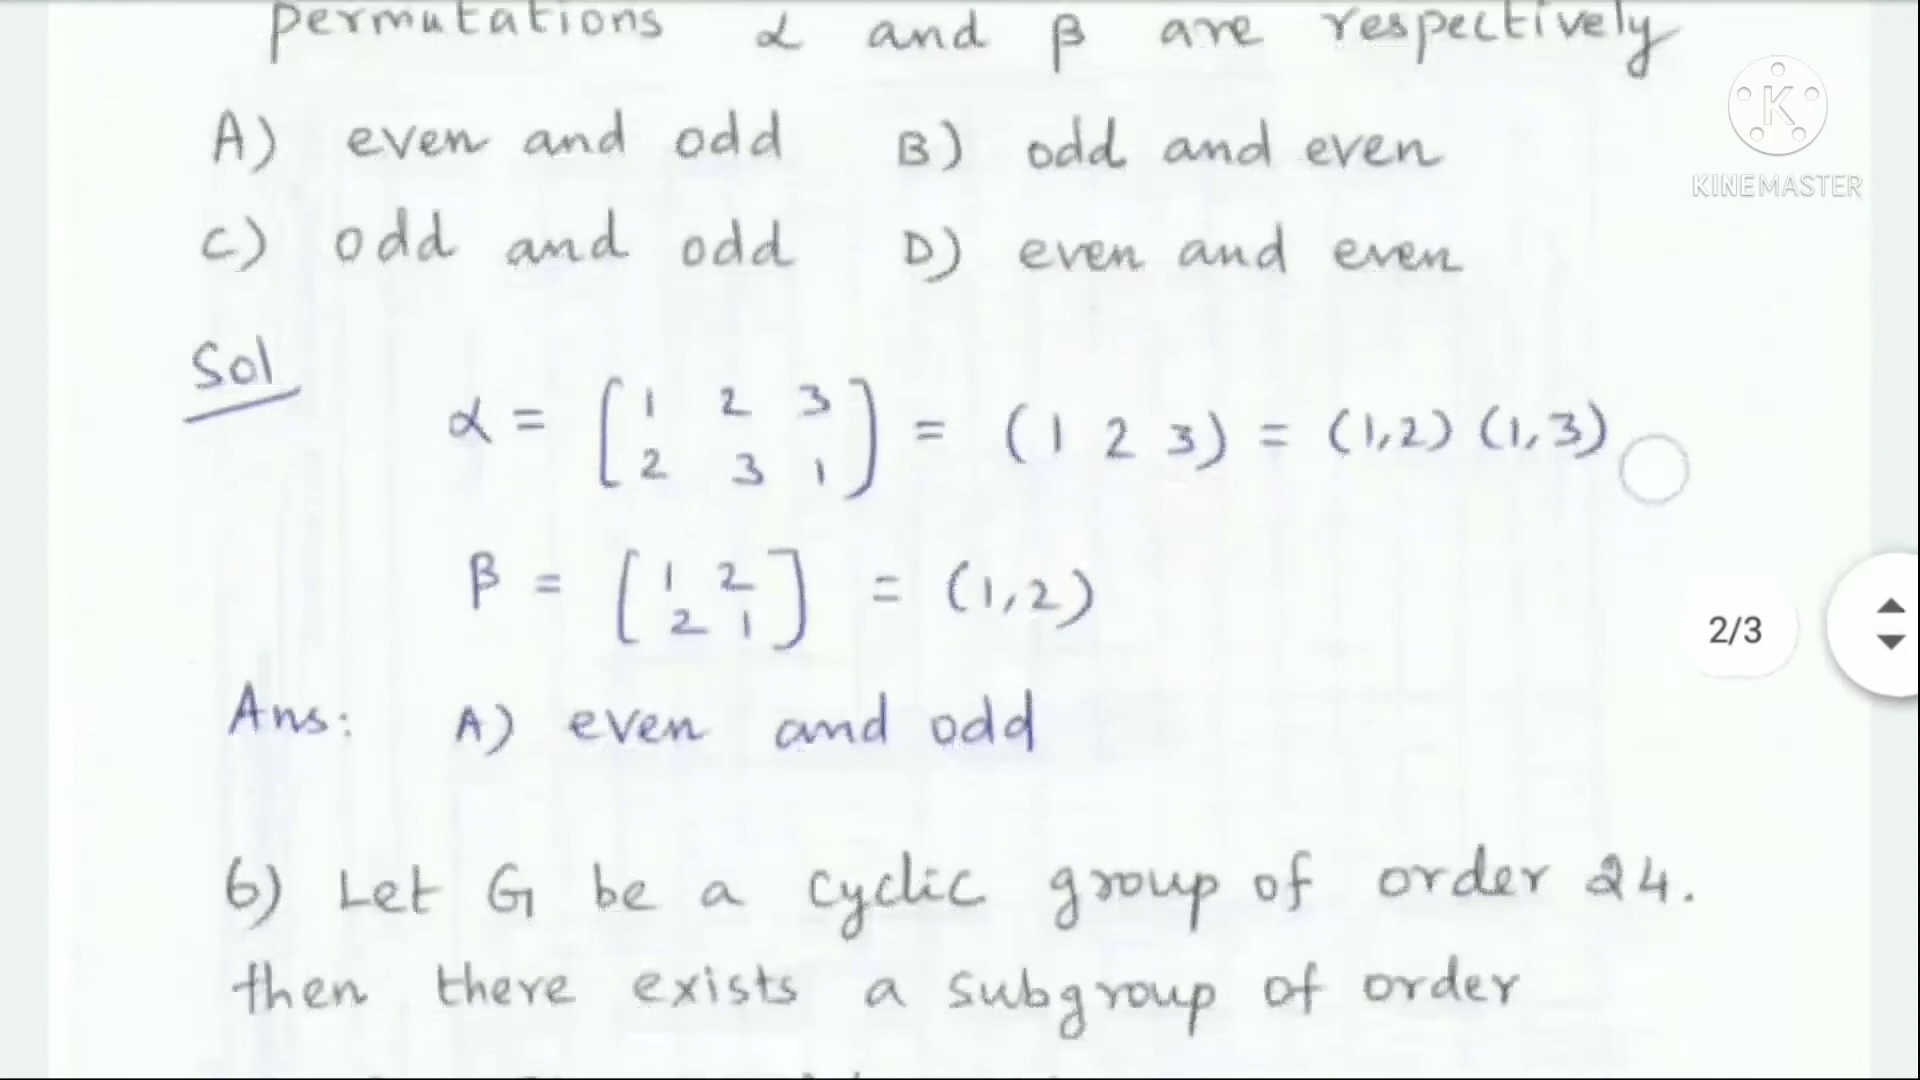 permutations α and β are respectively
A) even and odd B) odd and even
C) odd and odd D) even and even
KINEMASTER
Sol
α = [1 2 3
2 3 1] = (1 2 3) = (1,2) (1,3)
β = [1 2
2 1] = (1,2)
2/3
Ans: A) even and odd
6) Let G be a cyclic group of order 24.
then there exists a subgroup of order